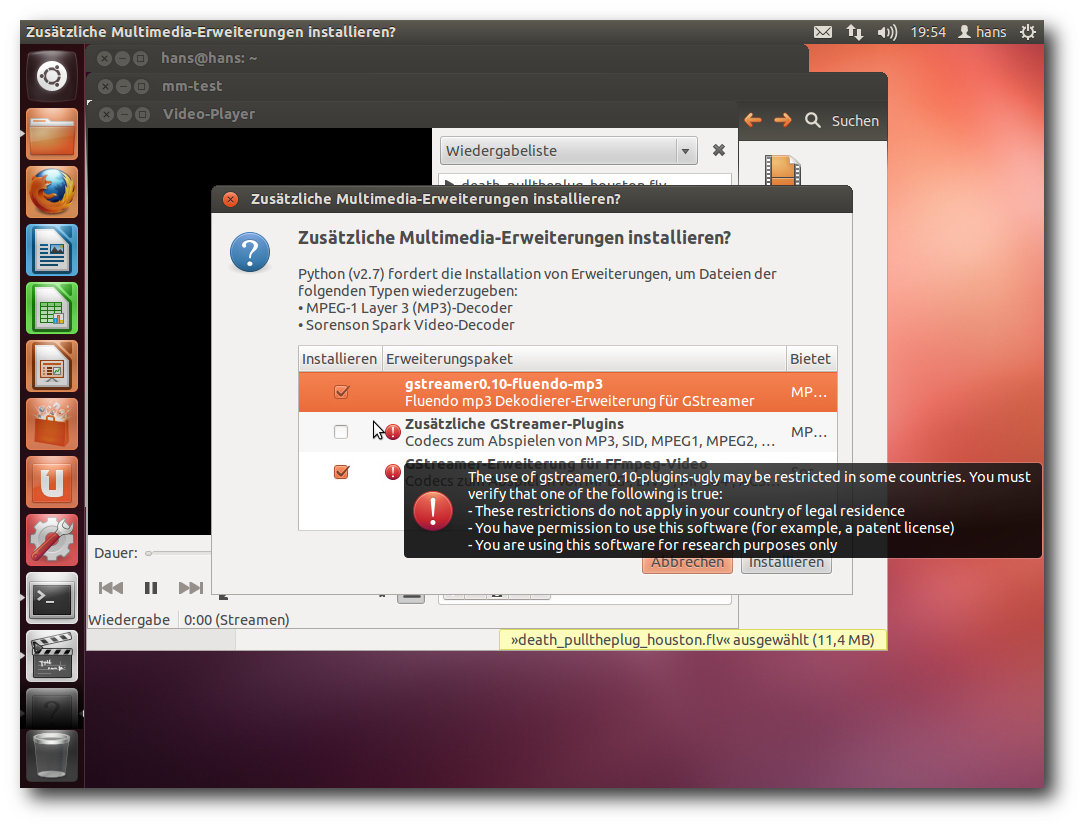 Zusätzliche Multimedia-Erweiterungen installieren?
19:54
hans
hans@hans: ~
mm-test
Video-Player
Suchen
Wiedergabeliste
death_pulltheplug_houston.flv
Zusätzliche Multimedia-Erweiterungen installieren?
Zusätzliche Multimedia-Erweiterungen installieren?
Python (v2.7) fordert die Installation von Erweiterungen, um Dateien der
folgenden Typen wiederzugeben:
• MPEG-1 Layer 3 (MP3)-Decoder
• Sorenson Spark Video-Decoder
Installieren Erweiterungspaket Bietet
gstreamer0.10-fluendo-mp3
Fluendo mp3 Dekodierer-Erweiterung für GStreamer
MP…
Zusätzliche GStreamer-Plugins
Codecs zum Abspielen von MP3, SID, MPEG1, MPEG2, …
MP…
GStreamer-Erweiterung für FFmpeg-Video
The use of gstreamer0.10-plugins-ugly may be restricted in some countries. You must
verify that one of the following is true:
- These restrictions do not apply in your country of legal residence
- You have permission to use this software (for example, a patent license)
- You are using this software for research purposes only
Abbrechen Installieren
Dauer:
Wiedergabe 0:00 (Streamen)
»death_pulltheplug_houston.flv« ausgewählt (11,4 MB)